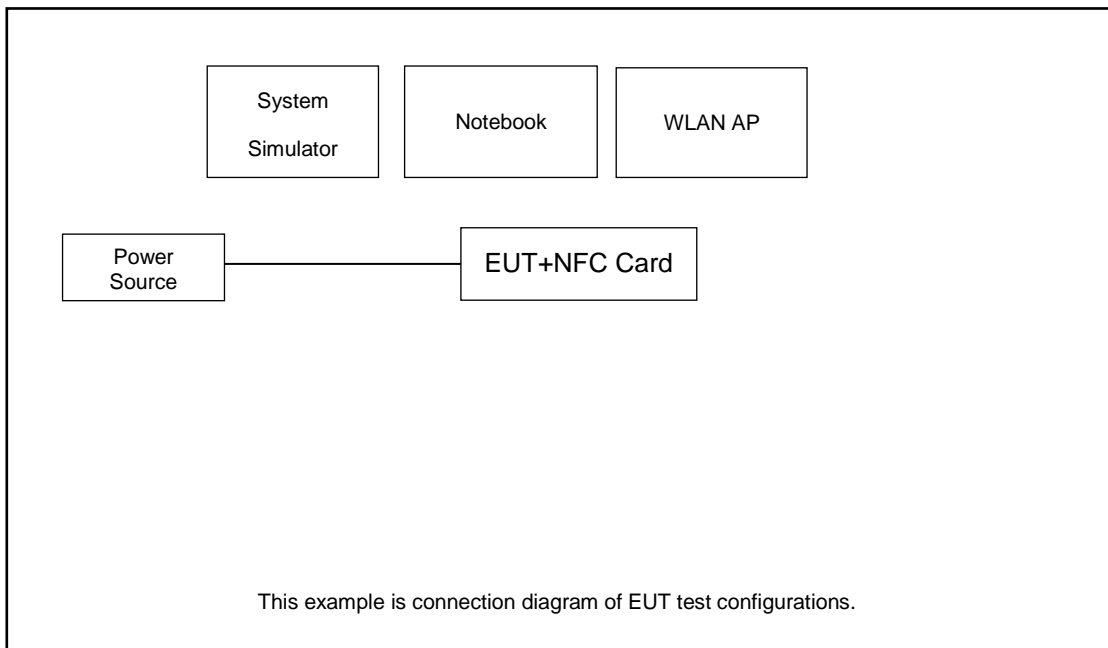 System
Simulator
Notebook
WLAN AP
Power
Source
EUT+NFC Card
This example is connection diagram of EUT test configurations.